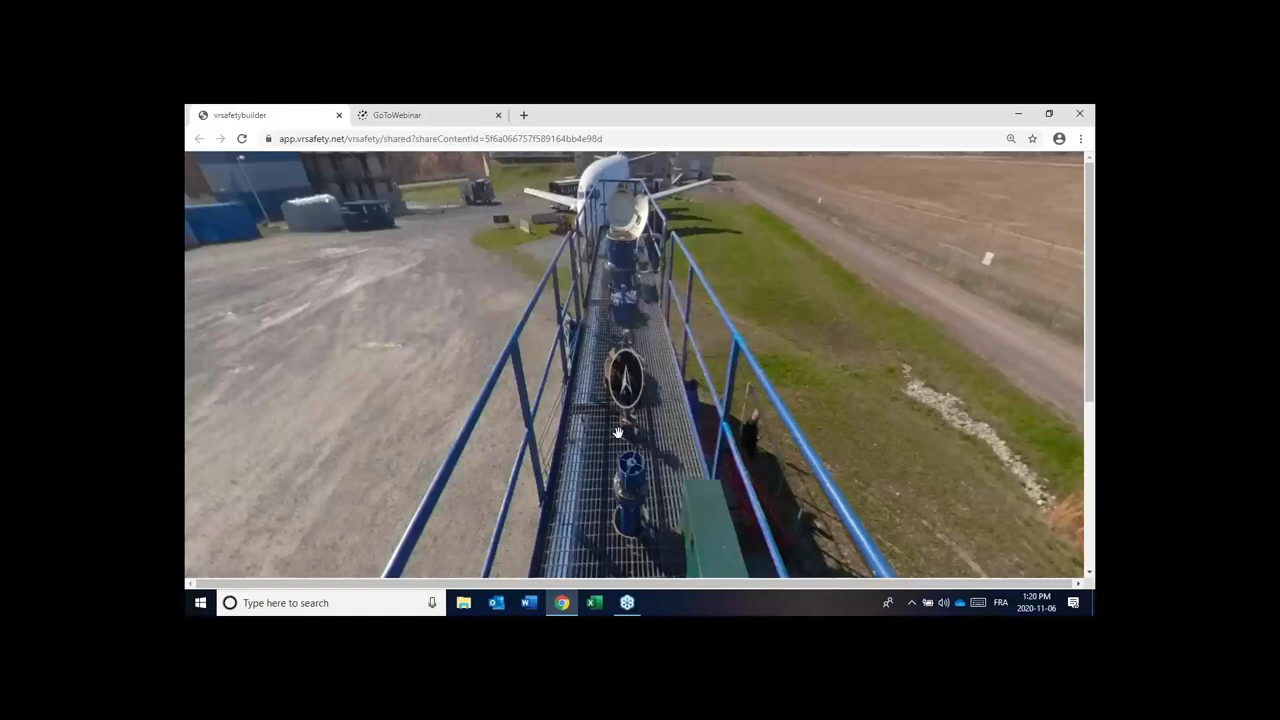 vrsafetybuilder
GoToWebinar
app.vrsafety.net/vrsafety/shared?shareContentId=5f6a066757f589164bb4e98d
Type here to search
FRA
1:20 PM
2020-11-06